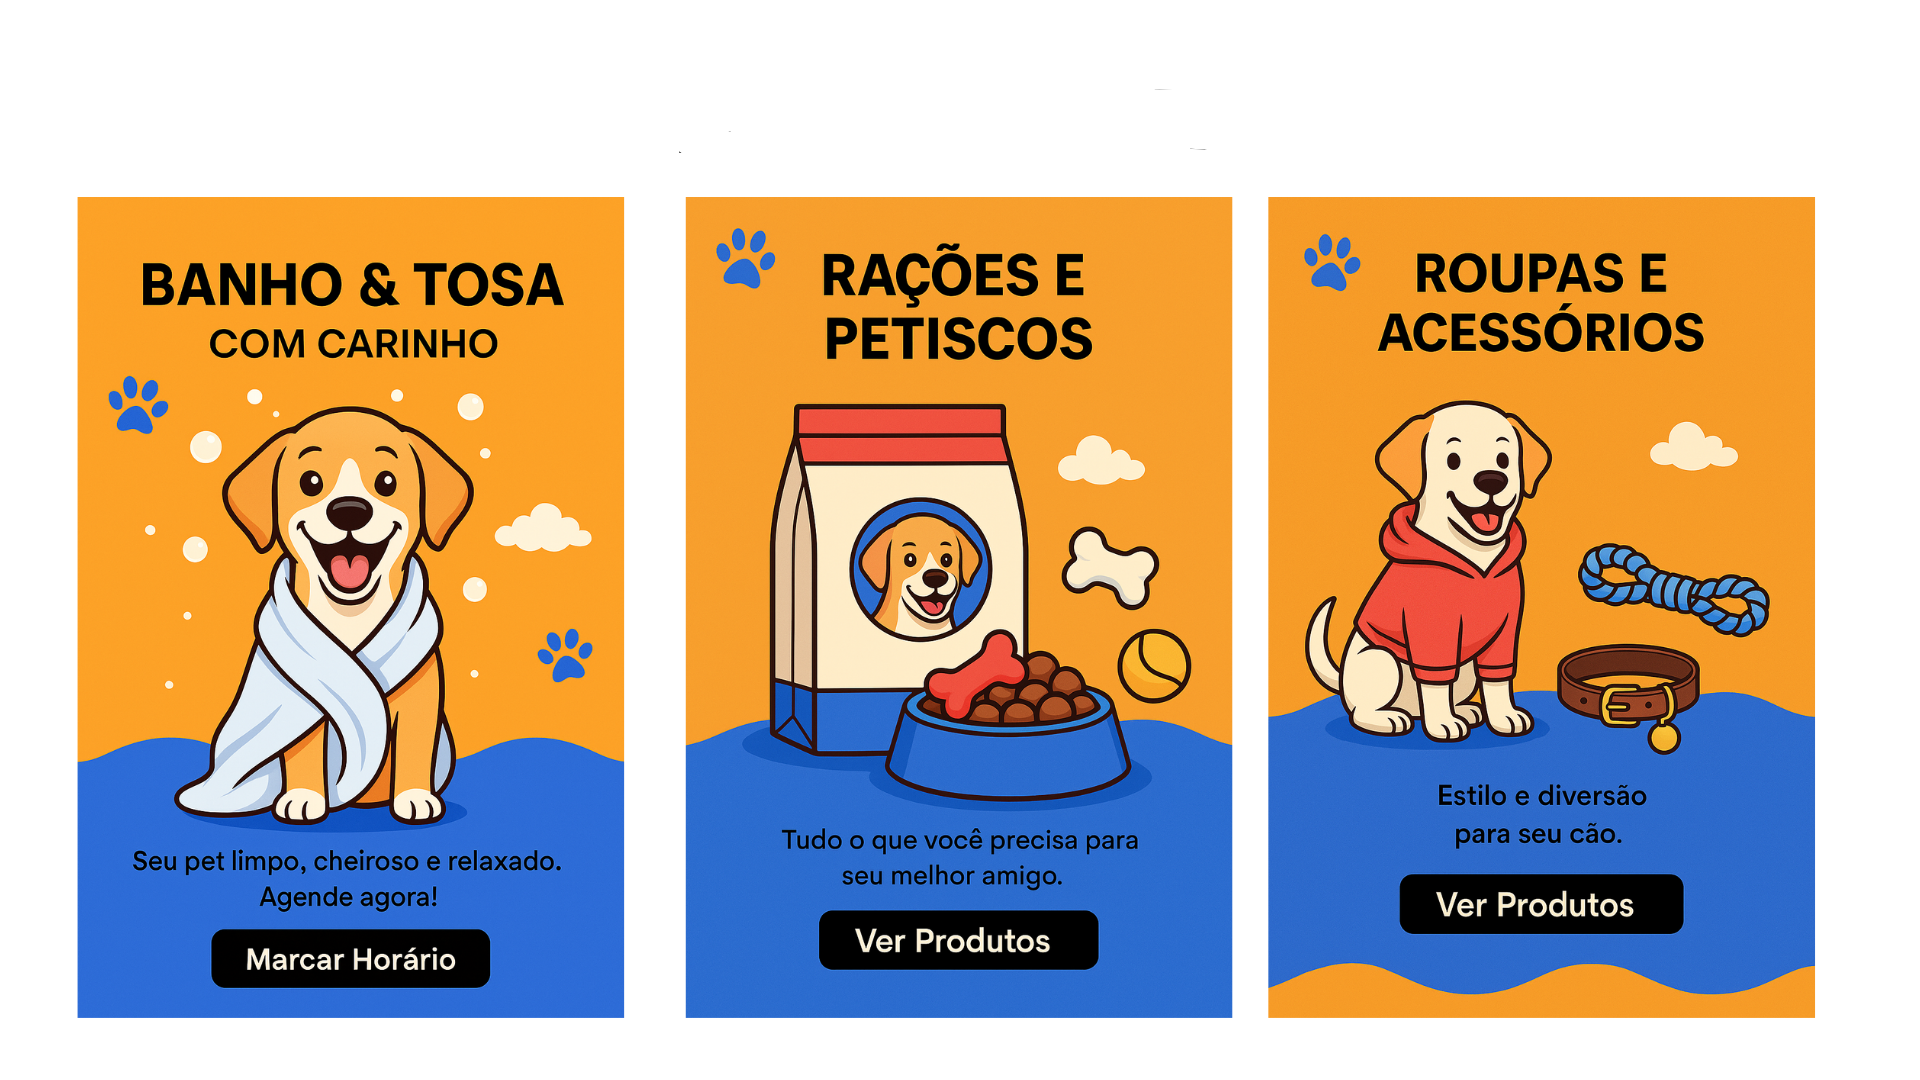 BANHO & TOSA
COM CARINHO
Seu pet limpo, cheiroso e relaxado.
Agende agora!
Marcar Horário
RAÇÕES E
PETISCOS
Tudo o que você precisa para
seu melhor amigo.
Ver Produtos
ROUPAS E
ACESSÓRIOS
Estilo e diversão
para seu cão.
Ver Produtos